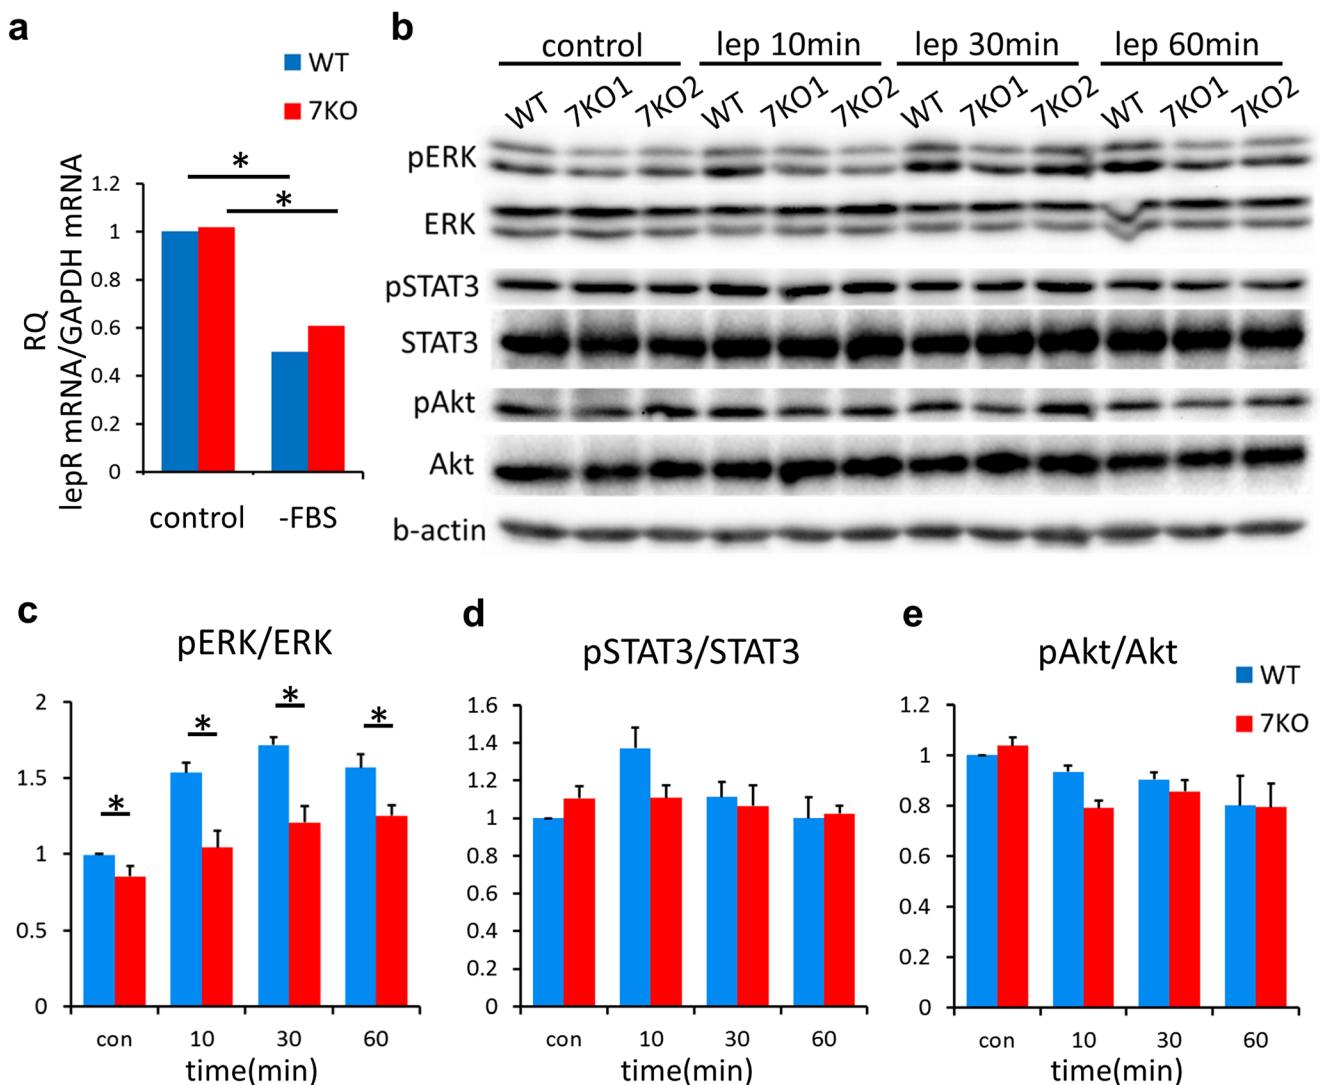 a
WT
7KO
*
*
RQ
lepR mRNA/GAPDH mRNA
1.2
1
0.8
0.6
0.4
0.2
0
control
-FBS
b
control
lep 10min
lep 30min
lep 60min
WT
7KO1
7KO2
WT
7KO1
7KO2
WT
7KO1
7KO2
WT
7KO1
7KO2
pERK
ERK
pSTAT3
STAT3
pAkt
Akt
b-actin
c
pERK/ERK
2
1.5
1
0.5
0
*
*
*
*
con
10
30
60
time(min)
d
pSTAT3/STAT3
1.6
1.4
1.2
1
0.8
0.6
0.4
0.2
0
con
10
30
60
time(min)
e
pAkt/Akt
WT
7KO
1.2
1
0.8
0.6
0.4
0.2
0
con
10
30
60
time(min)